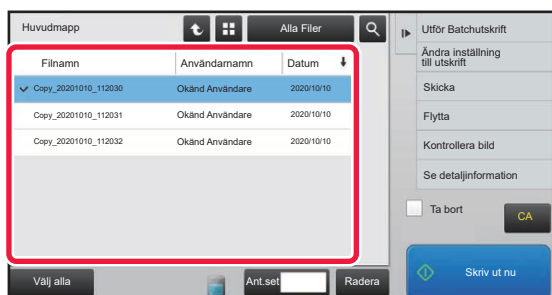 Huvudmapp
Alla Filer
Filnamn Användarnamn Datum
Copy_20201010_112030 Okänd Användare 2020/10/10
Copy_20201010_112031 Okänd Användare 2020/10/10
Copy_20201010_112032 Okänd Användare 2020/10/10
Välj alla
Ant.set
Radera
Utför Batchutskrift
Ändra inställning
till utskrift
Skicka
Flytta
Kontrollera bild
Se detaljinformation
Ta bort
CA
Skriv ut nu